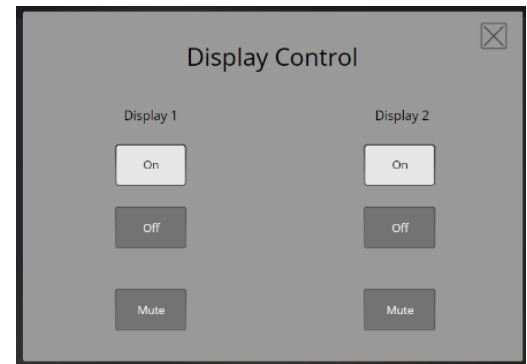 Display Control
Display 1
Display 2
On
On
Off
Off
Mute
Mute